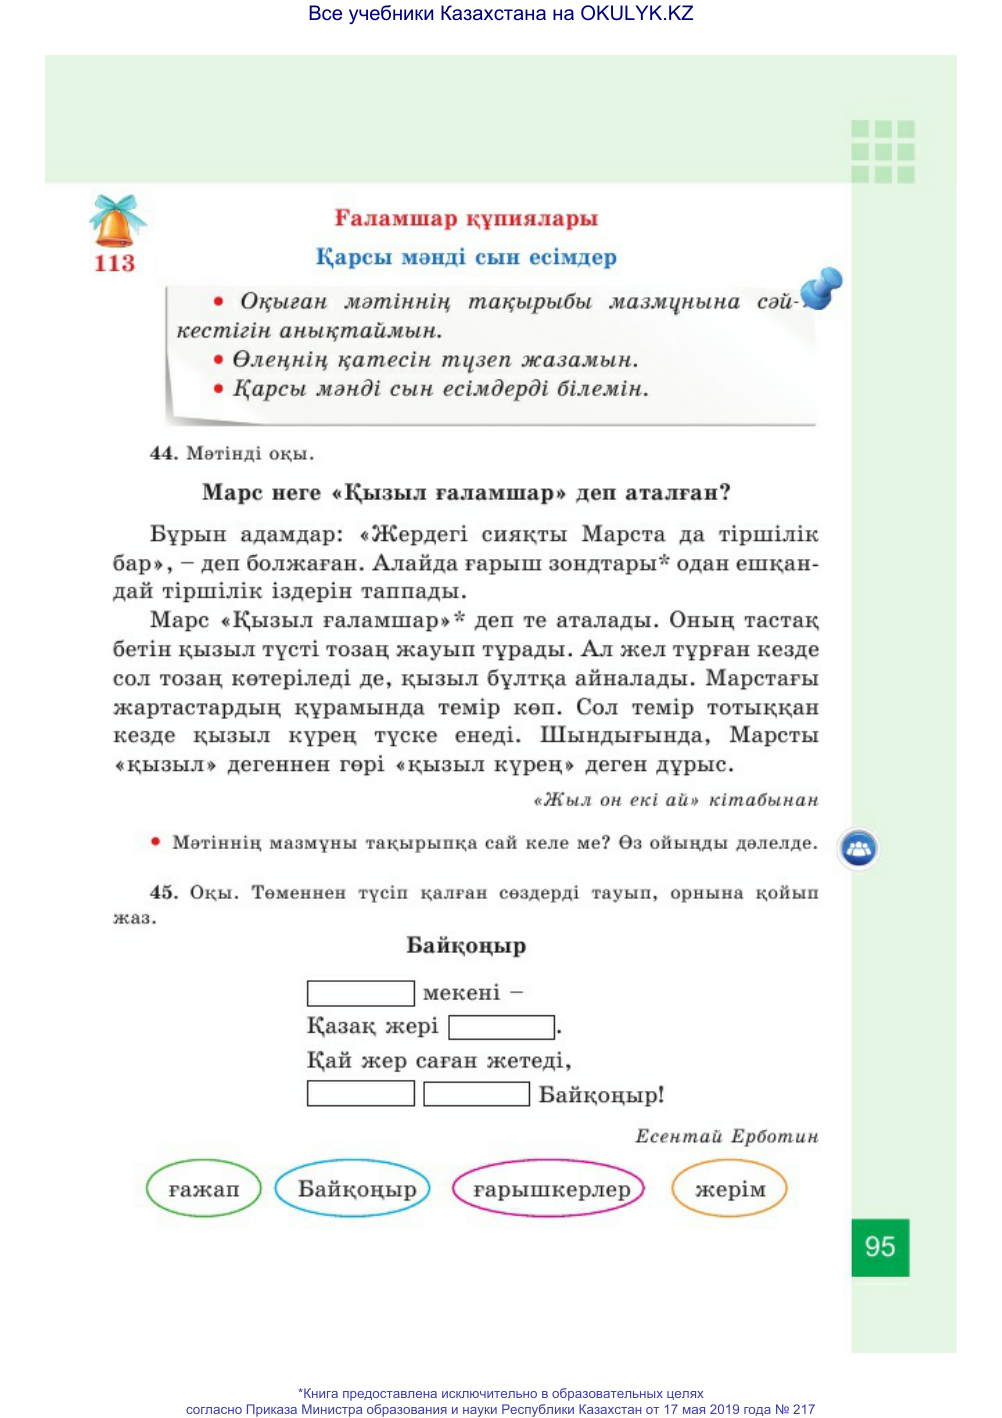 Все учебники Казахстана на OKULYK.KZ
113
Ғаламшар құпиялары
Қарсы мәнді сын есімдер
• Оқыған мәтіннің тақырыбы мазмұнына сәй-
кестігін анықтаймын.
• Өлеңнің қатесін түзеп жазамын.
• Қарсы мәнді сын есімдерді білемін.
44. Мәтінді оқы.
Марс неге «Қызыл ғаламшар» деп аталған?
Бұрын адамдар: «Жердегі сияқты Марста да тіршілік
бар», – деп болжаған. Алайда ғарыш зондтары* одан ешқан-
дай тіршілік іздерін таппады.
Марс «Қызыл ғаламшар»* деп те аталады. Оның тастақ
бетін қызыл түсті тозаң жауып тұрады. Ал жел тұрған кезде
сол тозаң көтеріледі де, қызыл бұлтқа айналады. Марстағы
жартастардың құрамында темір көп. Сол темір тотыққан
кезде қызыл күрең түске енеді. Шындығында, Марсты
«қызыл» дегеннен гөрі «қызыл күрең» деген дұрыс.
«Жыл он екі ай» кітабынан
• Мәтіннің мазмұны тақырыпқа сай келе ме? Өз ойыңды дәлелде.
45. Оқы. Төменнен түсіп қалған сөздерді тауып, орнына қойып
жаз.
Байқоңыр
мекені –
Қазақ жері .
Қай жер саған жетеді,
Байқоңыр!
Есентай Ерботин
ғажап Байқоңыр ғарышкерлер жерім
95
*Книга предоставлена исключительно в образовательных целях
согласно Приказа Министра образования и науки Республики Казахстан от 17 мая 2019 года № 217